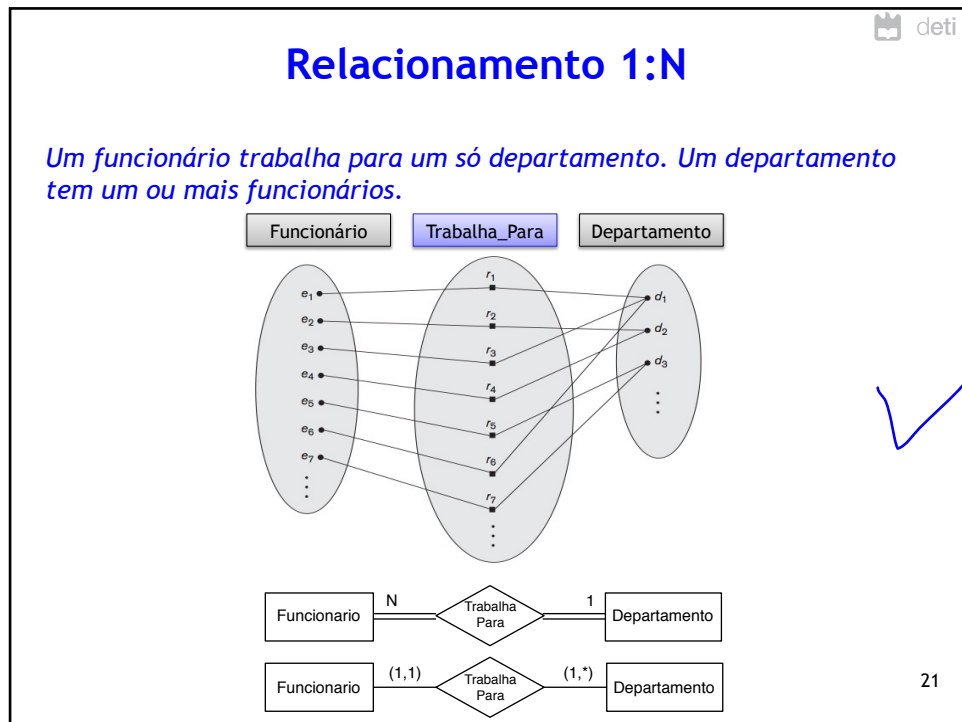 deti
Relacionamento 1:N
Um funcionário trabalha para um só departamento. Um departamento
tem um ou mais funcionários.
Funcionário Trabalha_Para Departamento
e1
e2
e3
e4
e5
e6
e7
r1
r2
r3
r4
r5
r6
r7
d1
d2
d3
Funcionario N Trabalha 1 Departamento
Para
Funcionario (1,1) Trabalha (1,*) Departamento
Para
21